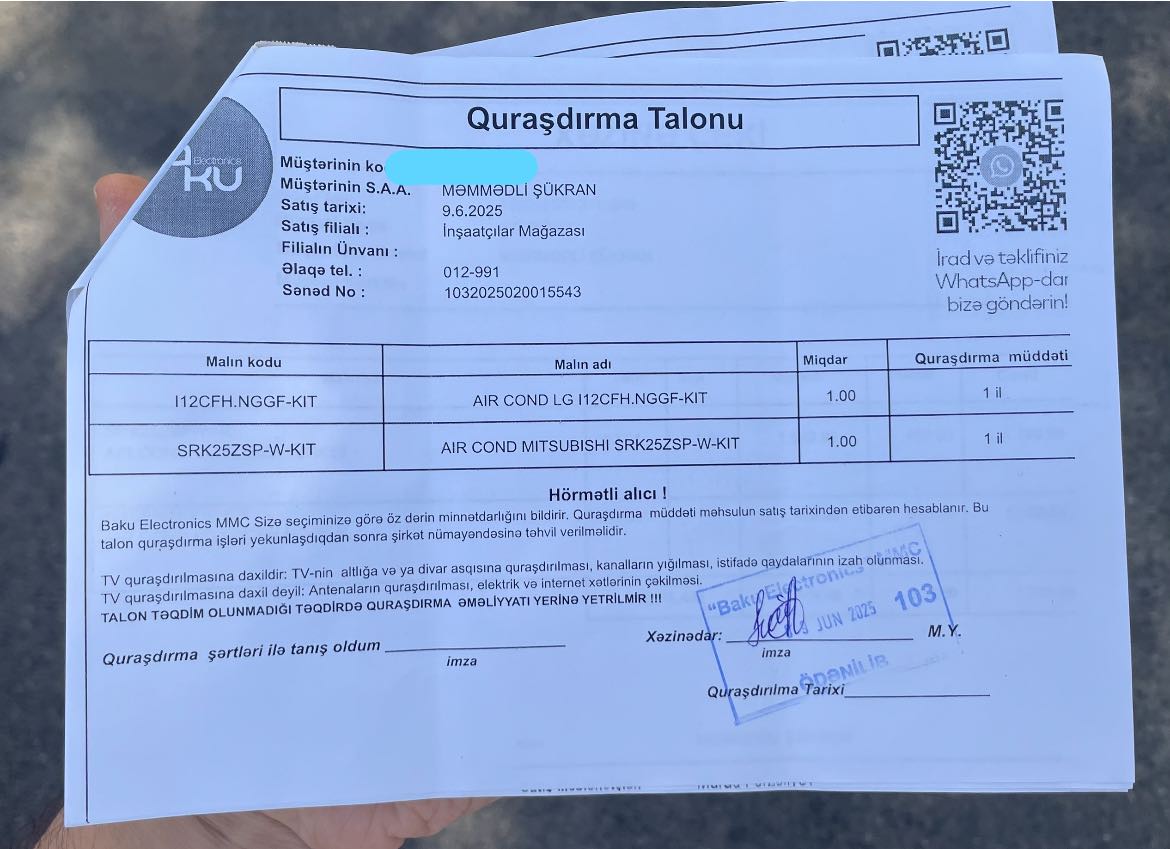 Quraşdırma Talonu
Electronics
KU
Müştərinin ko
Müştərinin S.A.A. MƏMMƏDLİ ŞÜKRAN
Satış tarixi: 9.6.2025
Satış filialı : İnşaatçılar Mağazası
Filialın Ünvanı :
Əlaqə tel. : 012-991
Sənəd No : 1032025020015543
İrad və təklifiniz
WhatsApp-dar
bizə göndərin!
Malın kodu Malın adı Miqdar Quraşdırma müddəti
I12CFH.NGGF-KIT AIR COND LG I12CFH.NGGF-KIT 1.00 1 il
SRK25ZSP-W-KIT AIR COND MITSUBISHI SRK25ZSP-W-KIT 1.00 1 il
Hörmətli alıcı !
Baku Electronics MMC Sizə seçiminizə görə öz dərin minnətdarlığını bildirir. Quraşdırma müddəti məhsulun satış tarixindən etibarən hesablanır. Bu
talon quraşdırma işləri yekunlaşdıqdan sonra şirkət nümayəndəsinə təhvil verilməlidir.
TV quraşdırılmasına daxildir: TV-nin altlığa və ya divar asqısına quraşdırılması, kanalların yığılması, istifadə qaydalarının izah olunması.
TV quraşdırılmasına daxil deyil: Antenaların quraşdırılması, elektrik və internet xətlərinin çəkilməsi.
TALON TƏQDİM OLUNMADIĞI TƏQDİRDƏ QURAŞDIRMA ƏMƏLİYYATI YERİNƏ YETRİLMİR !!!
"Baku Electronics" MMC
JUN 2025 103
ÖDƏNİLİB
Quraşdırma şərtləri ilə tanış oldum
imza
Xəzinədar: M.Y.
imza
Quraşdırılma Tarixi